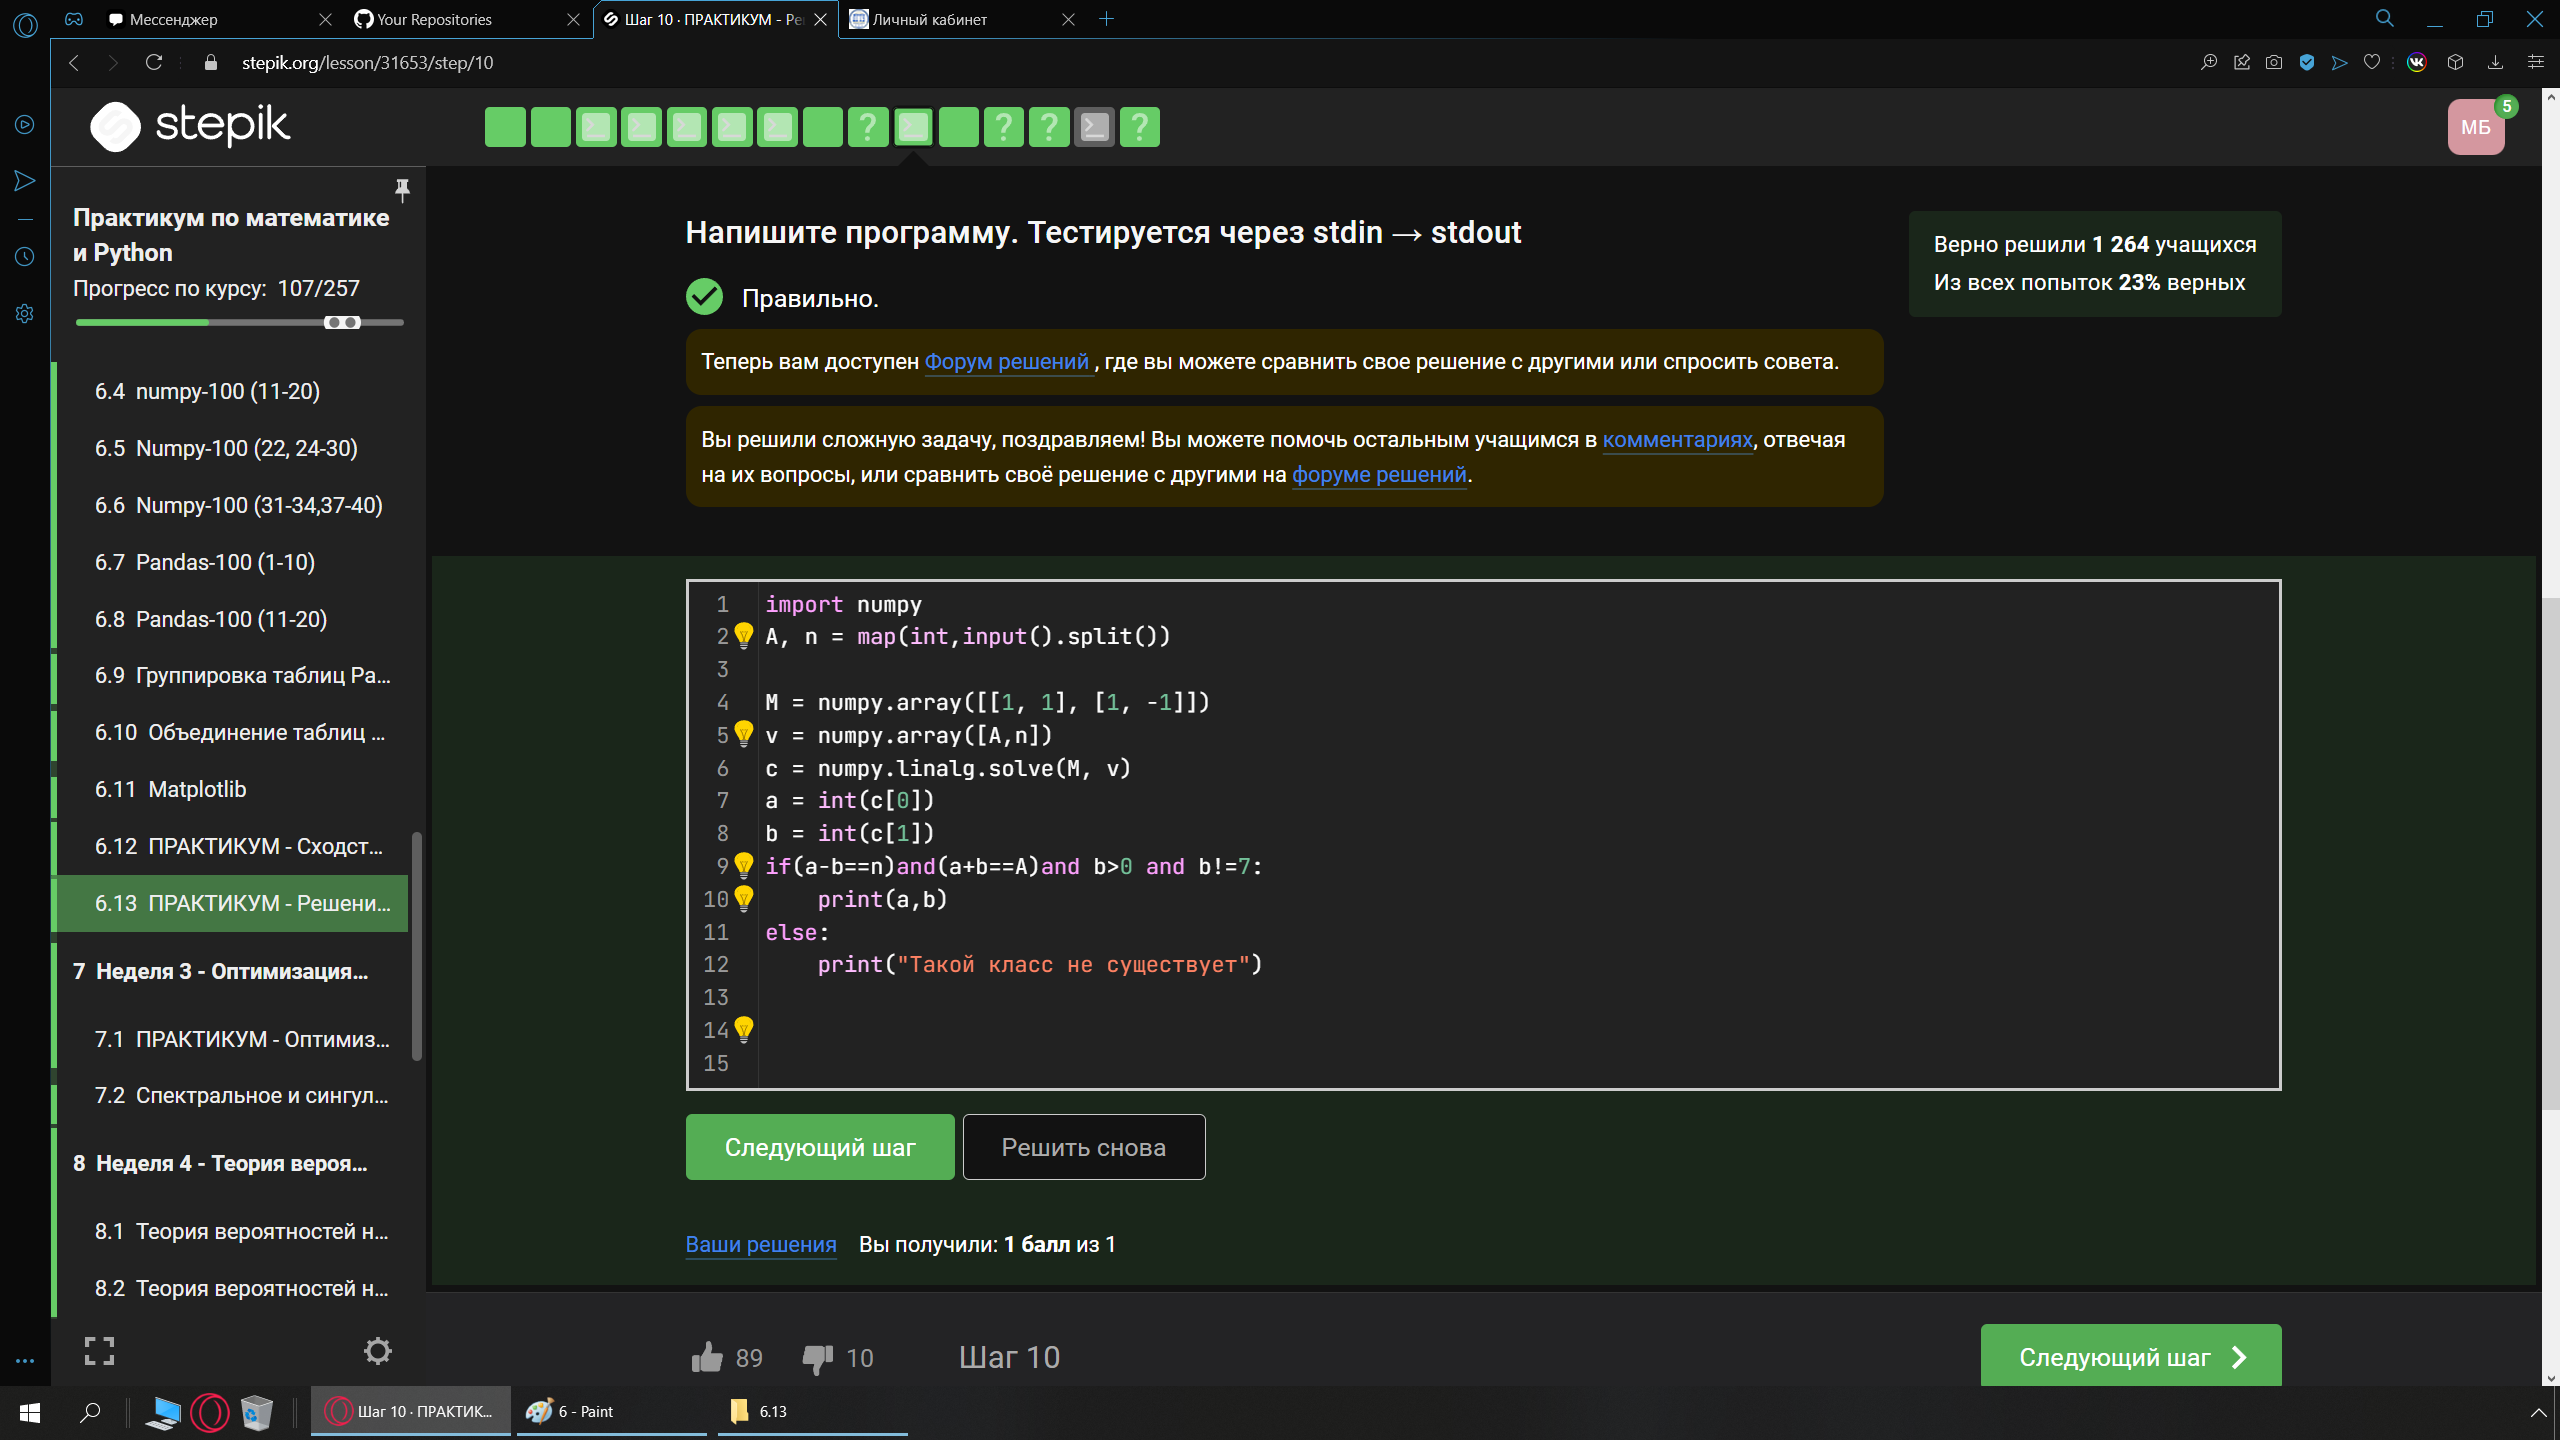 Мессенджер
Your Repositories
Шаг 10 · ПРАКТИКУМ - Ре
Личный кабинет
stepik.org/lesson/31653/step/10
stepik
? ? ? ?
МБ
5
Практикум по математике
и Python
Прогресс по курсу: 107/257
6.4 numpy-100 (11-20)
6.5 Numpy-100 (22, 24-30)
6.6 Numpy-100 (31-34,37-40)
6.7 Pandas-100 (1-10)
6.8 Pandas-100 (11-20)
6.9 Группировка таблиц Pa...
6.10 Объединение таблиц ...
6.11 Matplotlib
6.12 ПРАКТИКУМ - Сходст...
6.13 ПРАКТИКУМ - Решени...
7 Неделя 3 - Оптимизация...
7.1 ПРАКТИКУМ - Оптимиз...
7.2 Спектральное и сингул...
8 Неделя 4 - Теория вероя...
8.1 Теория вероятностей н...
8.2 Теория вероятностей н...
Напишите программу. Тестируется через stdin → stdout
Правильно.
Теперь вам доступен Форум решений , где вы можете сравнить свое решение с другими или спросить совета.
Вы решили сложную задачу, поздравляем! Вы можете помочь остальным учащимся в комментариях, отвечая
на их вопросы, или сравнить своё решение с другими на форуме решений.
Верно решили 1 264 учащихся
Из всех попыток 23% верных
1 import numpy
2 A, n = map(int,input().split())
3
4 M = numpy.array([[1, 1], [1, -1]])
5 v = numpy.array([A,n])
6 c = numpy.linalg.solve(M, v)
7 a = int(c[0])
8 b = int(c[1])
9 if(a-b==n)and(a+b==A)and b>0 and b!=7:
10 print(a,b)
11 else:
12 print("Такой класс не существует")
13
14
15
Следующий шаг
Решить снова
Ваши решения Вы получили: 1 балл из 1
89 10 Шаг 10
Следующий шаг
Шаг 10 · ПРАКТИК...
6 - Paint
6.13